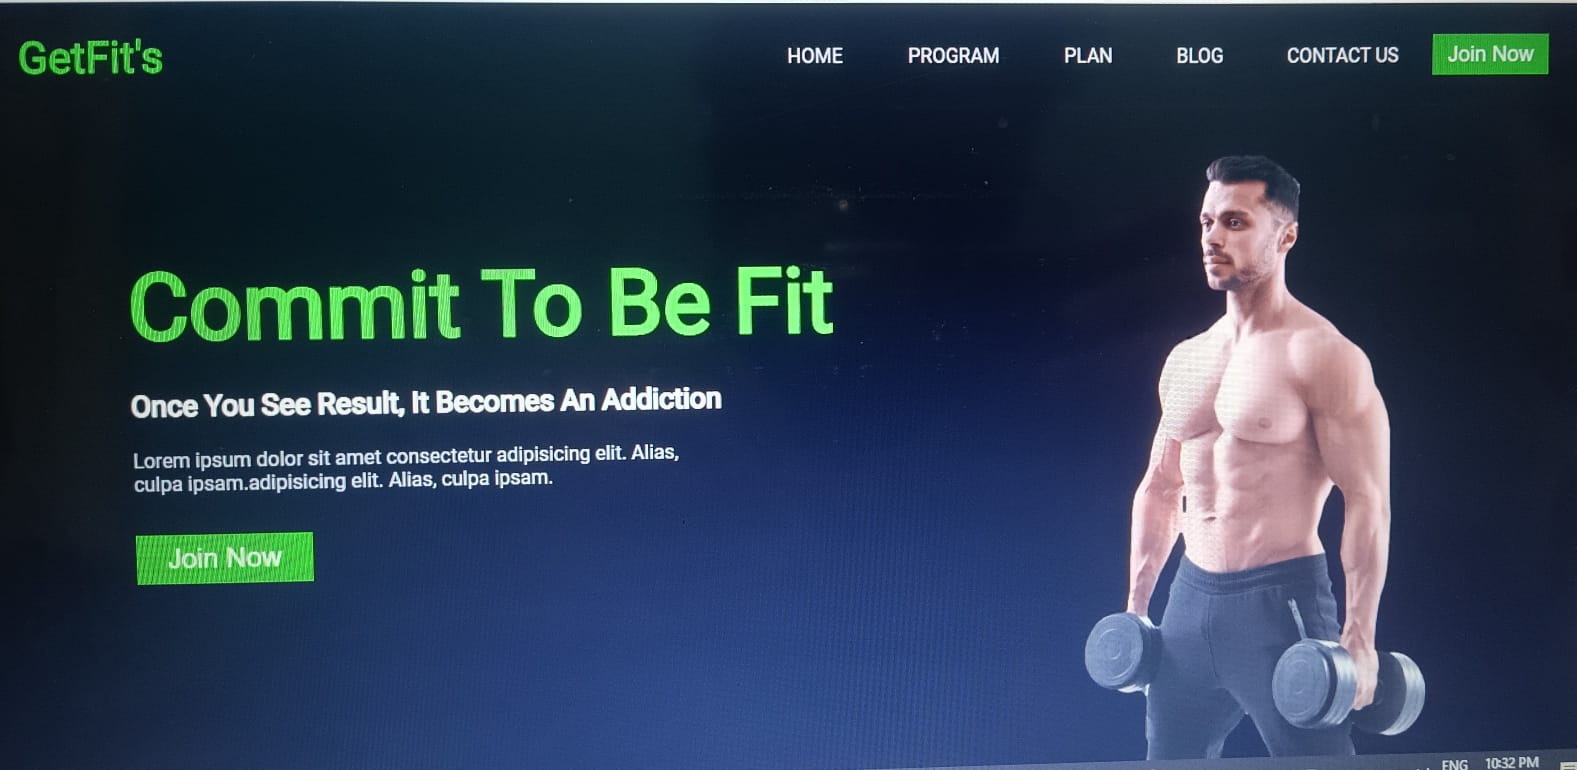 GetFit's
HOME PROGRAM PLAN BLOG CONTACT US Join Now
Commit To Be Fit
Once You See Result, It Becomes An Addiction
Lorem ipsum dolor sit amet consectetur adipisicing elit. Alias,
culpa ipsam.adipisicing elit. Alias, culpa ipsam.
Join Now
ENG 10:32 PM